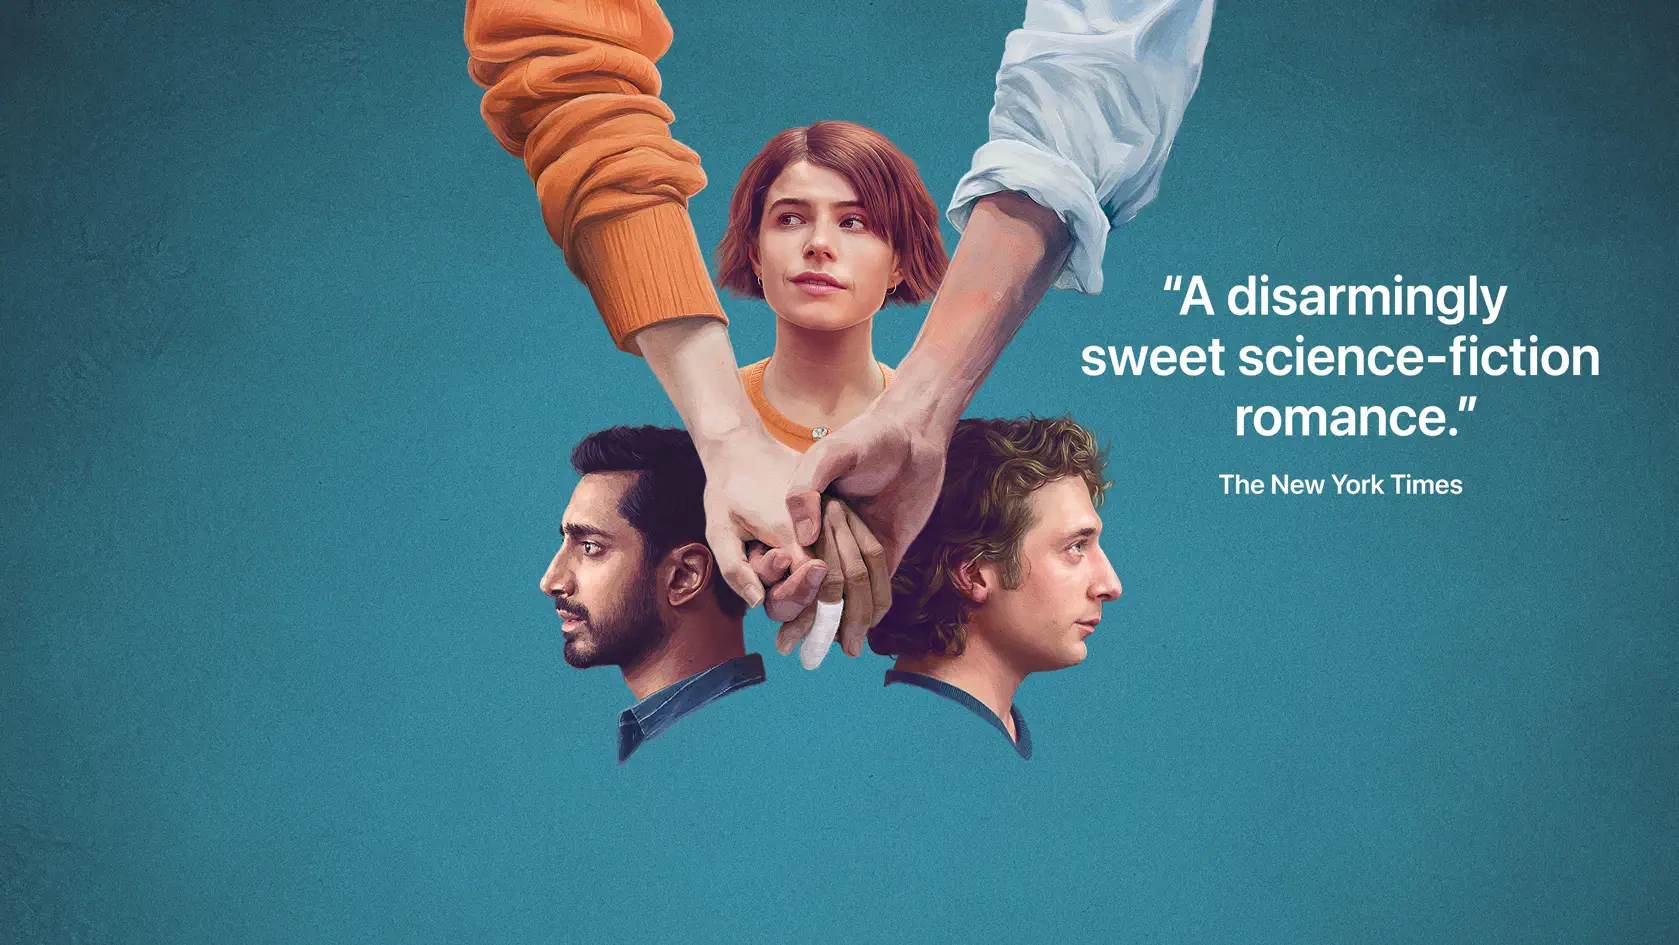 “A disarmingly
sweet science-fiction
romance.”
The New York Times